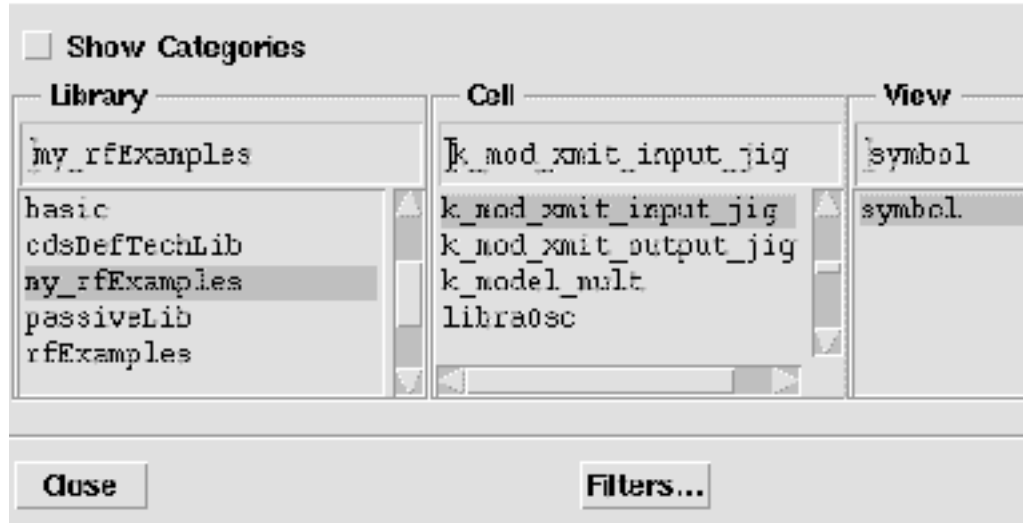 Show Categories
Library
Cell
View
my_rfExamples
k_mod_xmit_input_jig
symbol
basic
cdsDefTechLib
my_rfExamples
passiveLib
rfExamples
k_mod_xmit_input_jig
k_mod_xmit_output_jig
k_model_mult
libraOsc
symbol
Close
Filters...